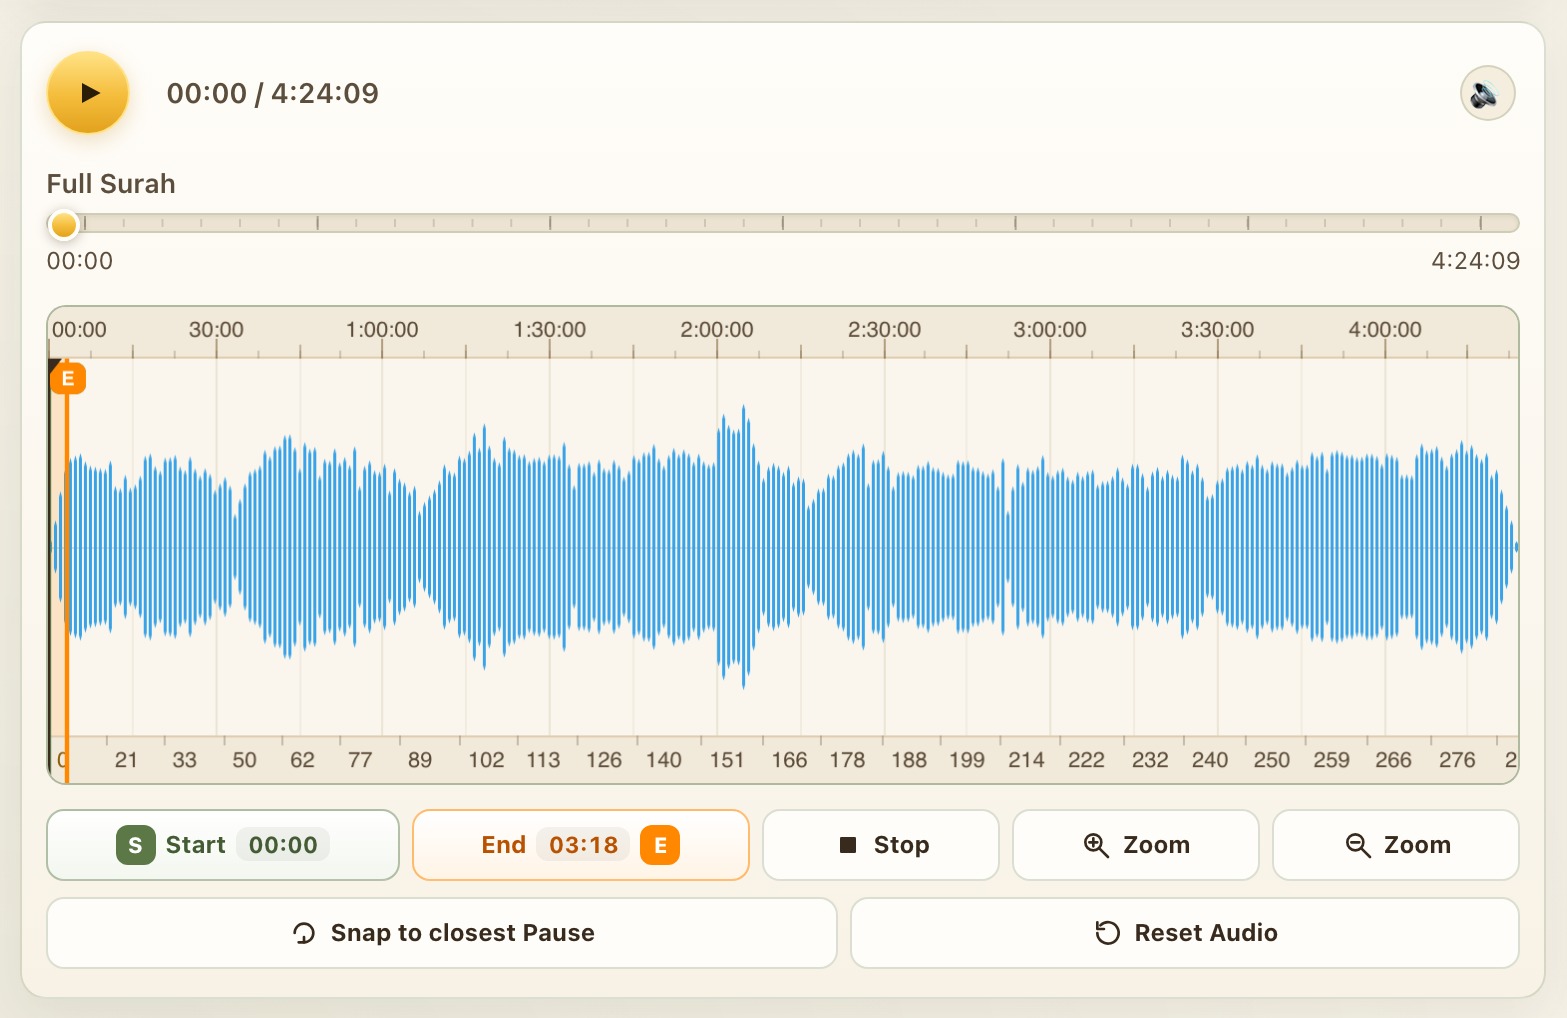 00:00 / 4:24:09
Full Surah
00:00 4:24:09
00:00 30:00 1:00:00 1:30:00 2:00:00 2:30:00 3:00:00 3:30:00 4:00:00
E
21 33 50 62 77 89 102 113 126 140 151 166 178 188 199 214 222 232 240 250 259 266 276
S Start 00:00 End 03:18 E Stop Zoom Zoom
Snap to closest Pause Reset Audio